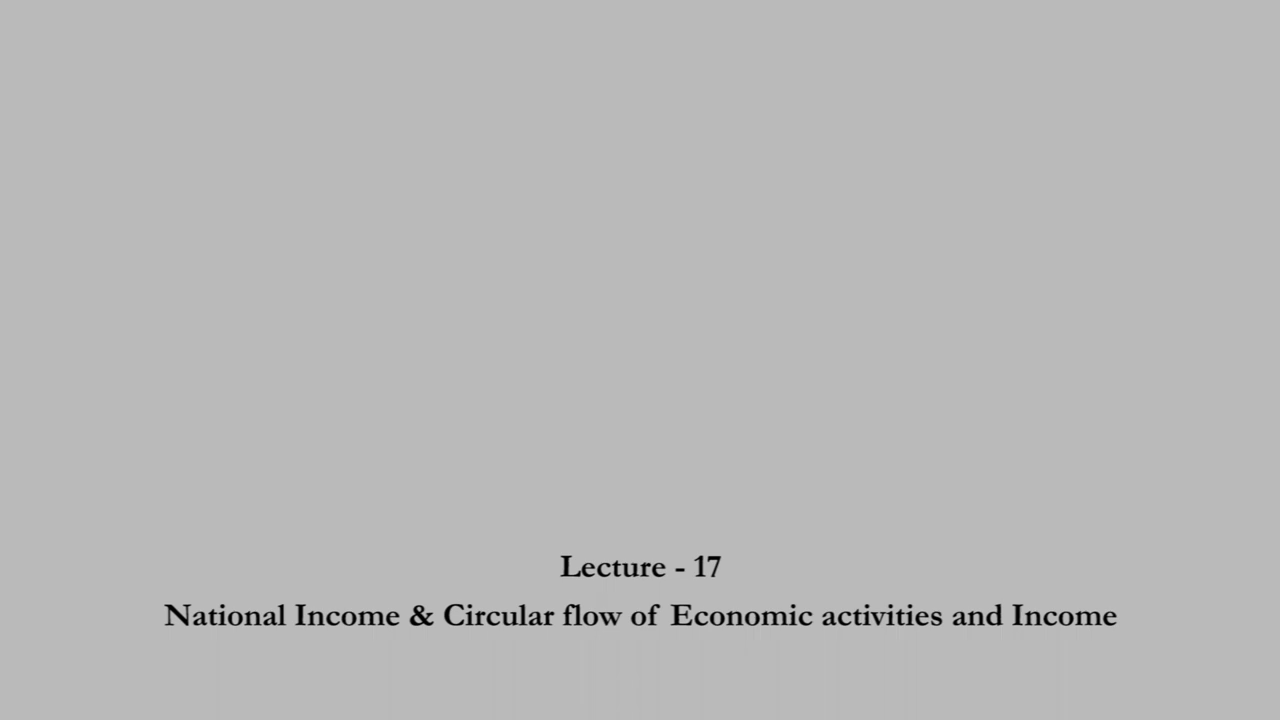 Lecture - 17
National Income & Circular flow of Economic activities and Income